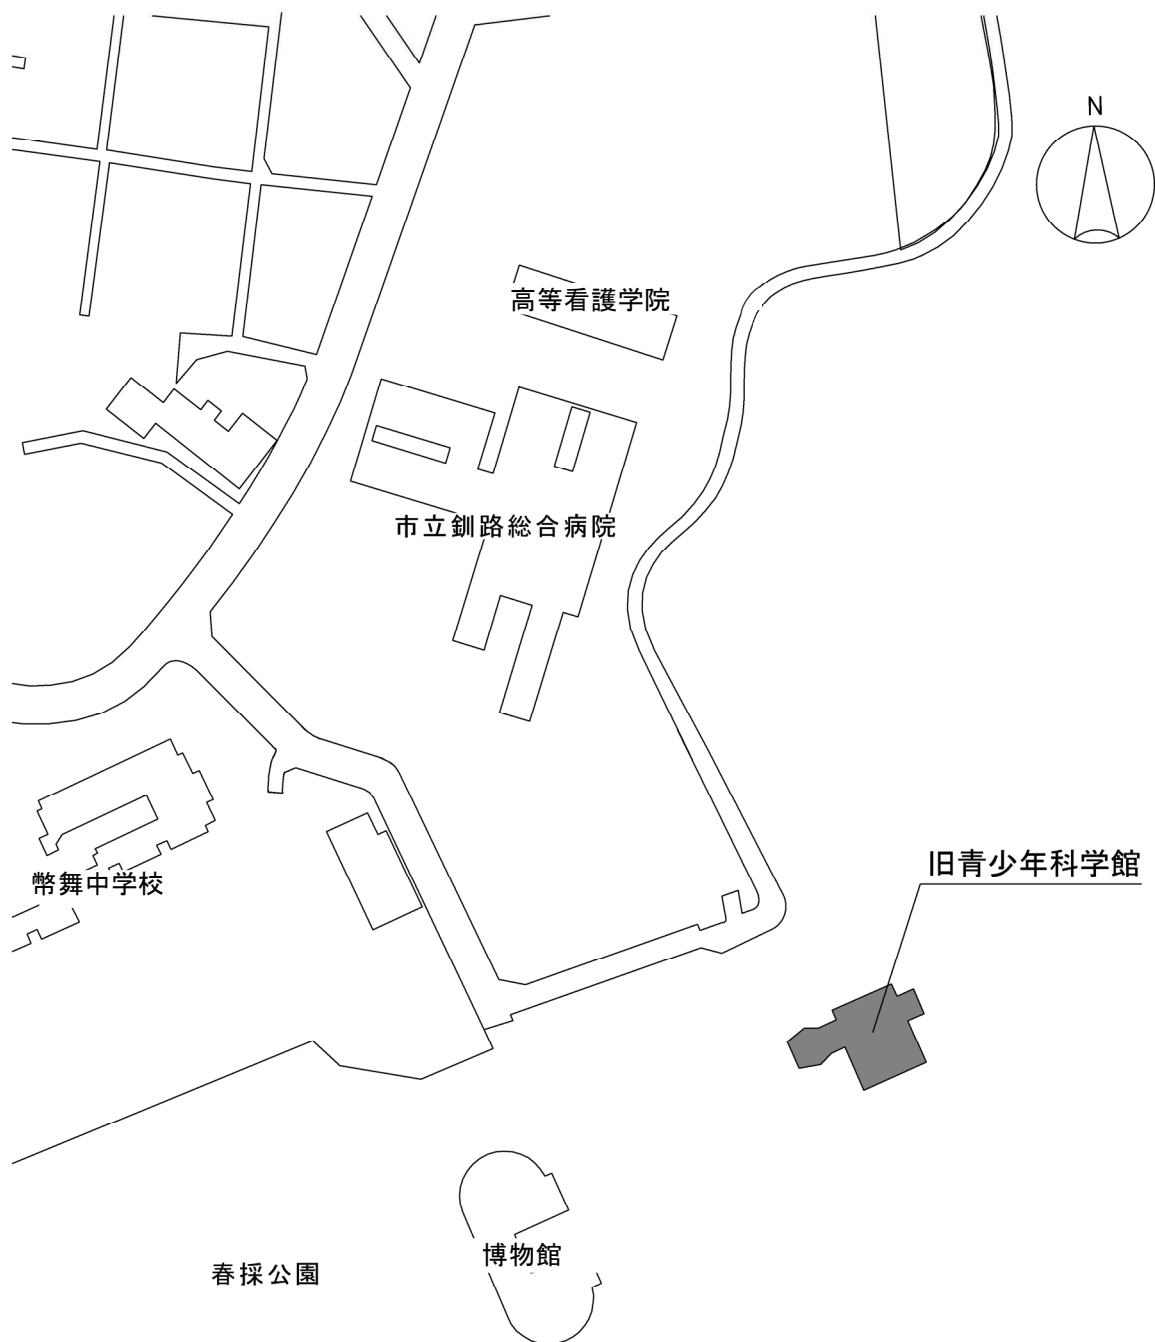 N
高等看護学院
市立釧路総合病院
旧青少年科学館
幣舞中学校
博物館
春採公園